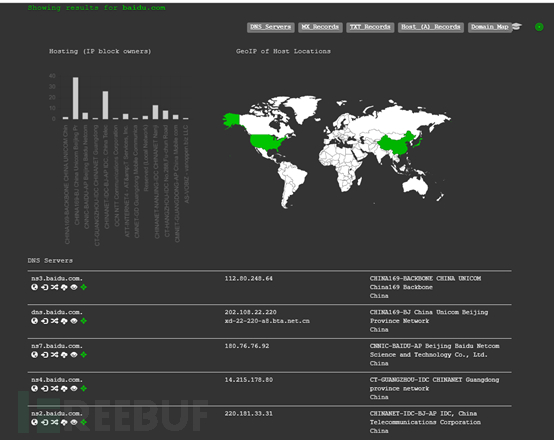 Showing results for baidu.com
DNS Servers MX Records TXT Records Host (A) Records Domain Map
Hosting (IP block owners)
GeoIP of Host Locations
40
30
20
10
0
DNS Servers
ns3.baidu.com.
112.80.248.64
CHINA169-BACKBONE CHINA UNICOM
China169 Backbone
China
dns.baidu.com.
202.108.22.220
xd-22-220-a8.bta.net.cn
CHINA169-BJ China Unicom Beijing
Province Network
China
ns7.baidu.com.
180.76.76.92
CNNIC-BAIDU-AP Beijing Baidu Netcom
Science and Technology Co., Ltd.
China
ns4.baidu.com.
14.215.178.80
CT-GUANGZHOU-IDC CHINANET Guangdong
province network
China
ns2.baidu.com.
220.181.33.31
CHINANET-IDC-BJ-AP IDC, China
Telecommunications Corporation
China
REEBUF